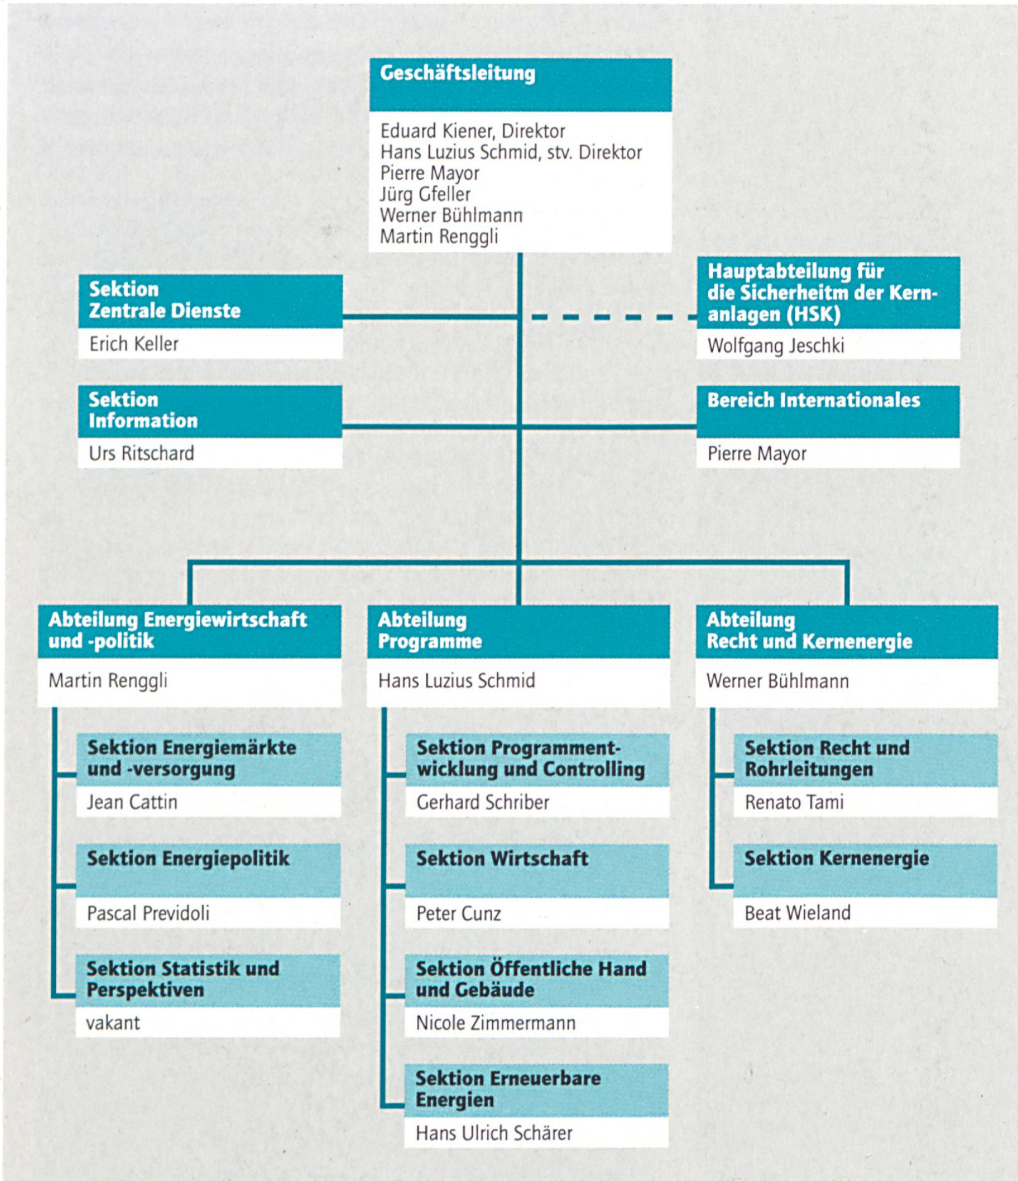 Geschäftsleitung
Eduard Kiener, Direktor
Hans Luzius Schmid, stv. Direktor
Pierre Mayor
Jürg Gfeller
Werner Bühlmann
Martin Renggli
Sektion
Zentrale Dienste
Erich Keller
Hauptabteilung für
die Sicherheitm der Kern-
anlagen (HSK)
Wolfgang Jeschki
Sektion
Information
Urs Ritschard
Bereich Internationales
Pierre Mayor
Abteilung Energiewirtschaft
und -politik
Martin Renggli
Sektion Energiemärkte
und -versorgung
Jean Cattin
Sektion Energiepolitik
Pascal Previdoli
Sektion Statistik und
Perspektiven
vakant
Abteilung
Programme
Hans Luzius Schmid
Sektion Programment-
wicklung und Controlling
Gerhard Schriber
Sektion Wirtschaft
Peter Cunz
Sektion Öffentliche Hand
und Gebäude
Nicole Zimmermann
Sektion Erneuerbare
Energien
Hans Ulrich Schärer
Abteilung
Recht und Kernenergie
Werner Bühlmann
Sektion Recht und
Rohrleitungen
Renato Tami
Sektion Kernenergie
Beat Wieland